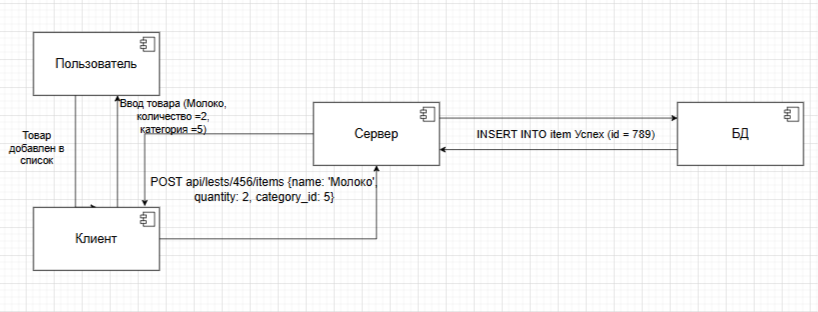 Пользователь
Ввод товара (Молоко,
количество =2,
категория =5)
Товар
добавлен в
список
Сервер
INSERT INTO item Успех (id = 789)
БД
POST api/lests/456/items {name: 'Молоко',
quantity: 2, category_id: 5}
Клиент